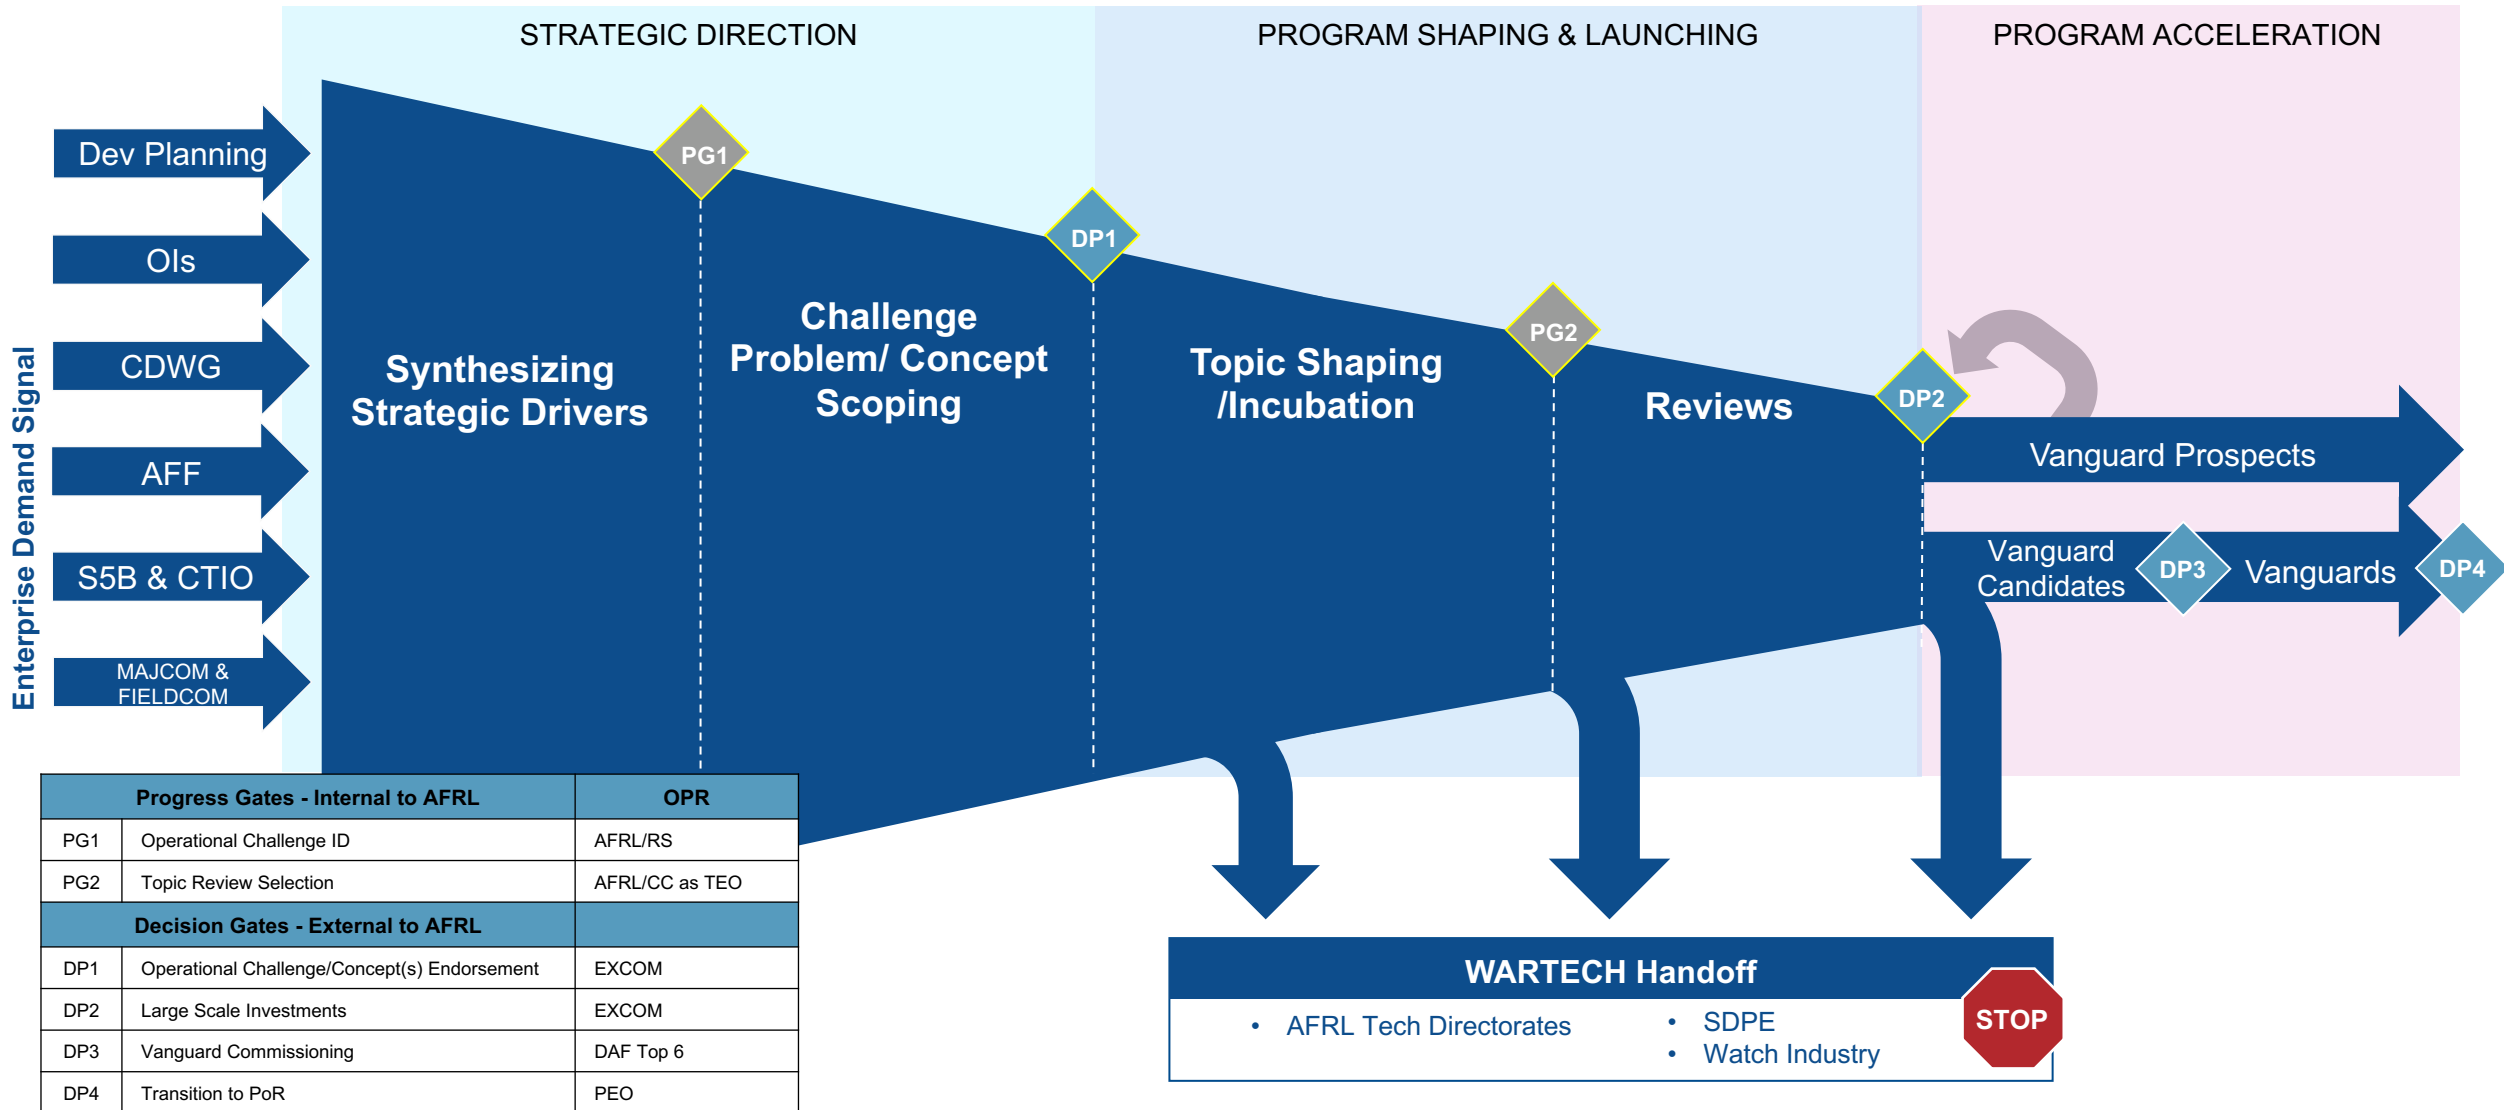 STRATEGIC DIRECTION
PROGRAM SHAPING & LAUNCHING
PROGRAM ACCELERATION
Enterprise Demand Signal
Dev Planning
OIs
CDWG
AFF
S5B & CTIO
MAJCOM &
FIELDCOM
Synthesizing
Strategic Drivers
PG1
Challenge
Problem/ Concept
Scoping
DP1
Topic Shaping
/Incubation
PG2
Reviews
DP2
Vanguard Prospects
Vanguard
Candidates
DP3
Vanguards
DP4
Progress Gates - Internal to AFRL OPR
PG1 Operational Challenge ID AFRL/RS
PG2 Topic Review Selection AFRL/CC as TEO
Decision Gates - External to AFRL
DP1 Operational Challenge/Concept(s) Endorsement EXCOM
DP2 Large Scale Investments EXCOM
DP3 Vanguard Commissioning DAF Top 6
DP4 Transition to PoR PEO
WARTECH Handoff
• AFRL Tech Directorates
• SDPE
• Watch Industry
STOP